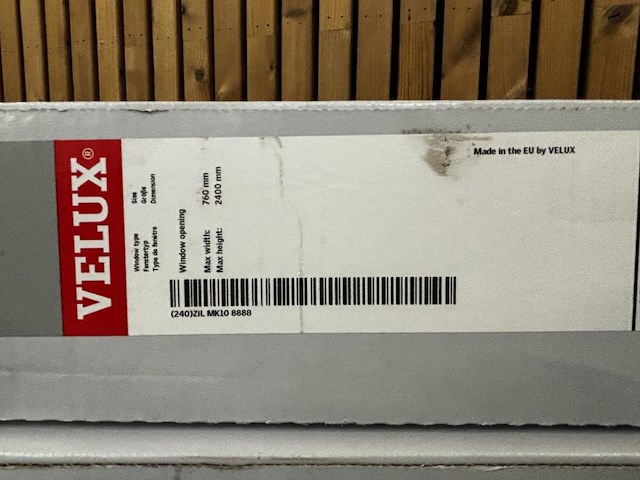 VELUX®
Window type
Fenstertyp
Type de fenêtre
Size
Größe
Dimension
Window opening
Max width: 760 mm
Max height: 2400 mm
(240)ZIL MK10 8888
Made in the EU by VELUX